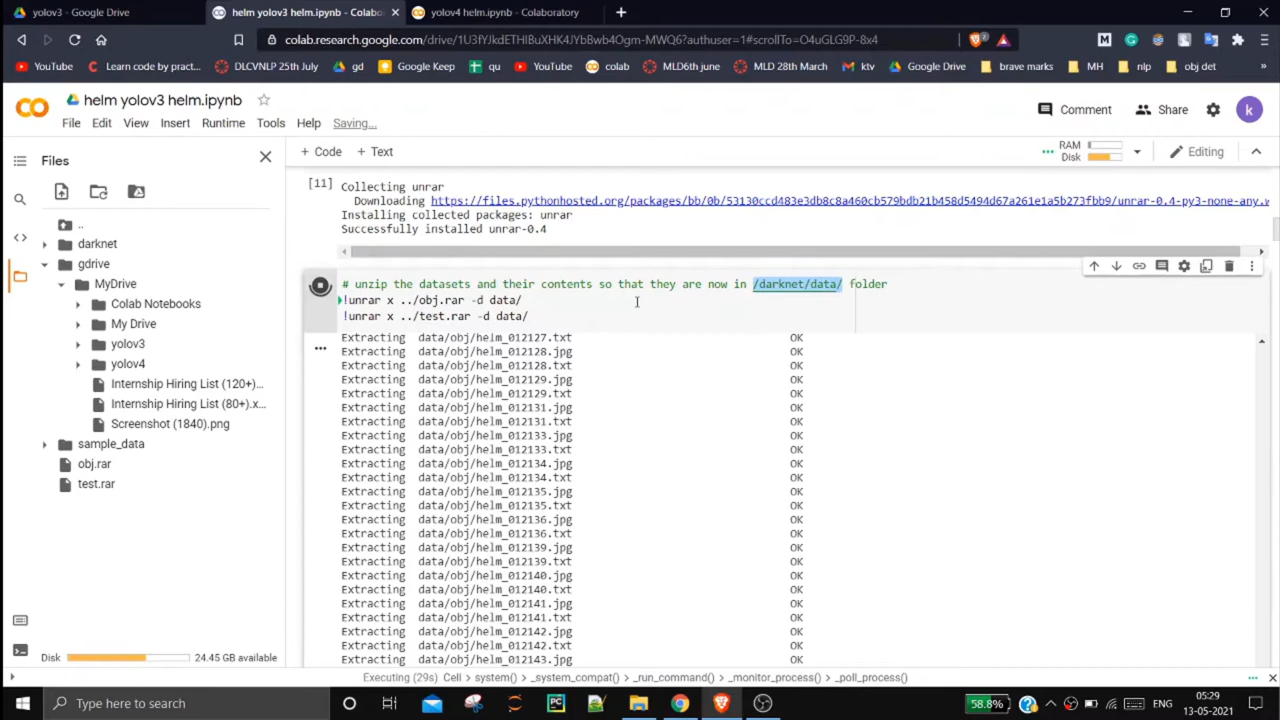 yolov3 - Google Drive
helm yolov3 helm.ipynb - Colabo
yolov4 helm.ipynb - Colaboratory
colab.research.google.com/drive/1U3fYJkdETHIBuXHK4JYbBwb4Ogm-MWQ6?authuser=1#scrollTo=O4uGLG9P-8x4
YouTube
Learn code by pract...
DLCVNLP 25th July
gd
Google Keep
qu
YouTube
colab
MLD6th june
MLD 28th March
ktv
Google Drive
brave marks
MH
nlp
obj det
helm yolov3 helm.ipynb
File Edit View Insert Runtime Tools Help Saving...
Comment
Share
k
Files
+ Code + Text
RAM
Disk
Editing
..
darknet
gdrive
MyDrive
Colab Notebooks
My Drive
yolov3
yolov4
Internship Hiring List (120+)...
Internship Hiring List (80+).x...
Screenshot (1840).png
sample_data
obj.rar
test.rar
Disk
24.45 GB available
[11]
Collecting unrar
Downloading https://files.pythonhosted.org/packages/bb/0b/53130ccd483e3db8c8a460cb579bdb21b458d5494d67a261e1a5b273fbb9/unrar-0.4-py3-none-any.w
Installing collected packages: unrar
Successfully installed unrar-0.4
# unzip the datasets and their contents so that they are now in /darknet/data/ folder
!unrar x ../obj.rar -d data/
!unrar x ../test.rar -d data/
Extracting data/obj/helm_012127.txt OK
Extracting data/obj/helm_012128.jpg OK
Extracting data/obj/helm_012128.txt OK
Extracting data/obj/helm_012129.jpg OK
Extracting data/obj/helm_012129.txt OK
Extracting data/obj/helm_012131.jpg OK
Extracting data/obj/helm_012131.txt OK
Extracting data/obj/helm_012133.jpg OK
Extracting data/obj/helm_012133.txt OK
Extracting data/obj/helm_012134.jpg OK
Extracting data/obj/helm_012134.txt OK
Extracting data/obj/helm_012135.jpg OK
Extracting data/obj/helm_012135.txt OK
Extracting data/obj/helm_012136.jpg OK
Extracting data/obj/helm_012136.txt OK
Extracting data/obj/helm_012139.jpg OK
Extracting data/obj/helm_012139.txt OK
Extracting data/obj/helm_012140.jpg OK
Extracting data/obj/helm_012140.txt OK
Extracting data/obj/helm_012141.jpg OK
Extracting data/obj/helm_012141.txt OK
Extracting data/obj/helm_012142.jpg OK
Extracting data/obj/helm_012142.txt OK
Extracting data/obj/helm_012143.jpg OK
Executing (29s) Cell > system() > _system_compat() > _run_command() > _monitor_process() > _poll_process()
Type here to search
58.8%
ENG
05:29
13-05-2021